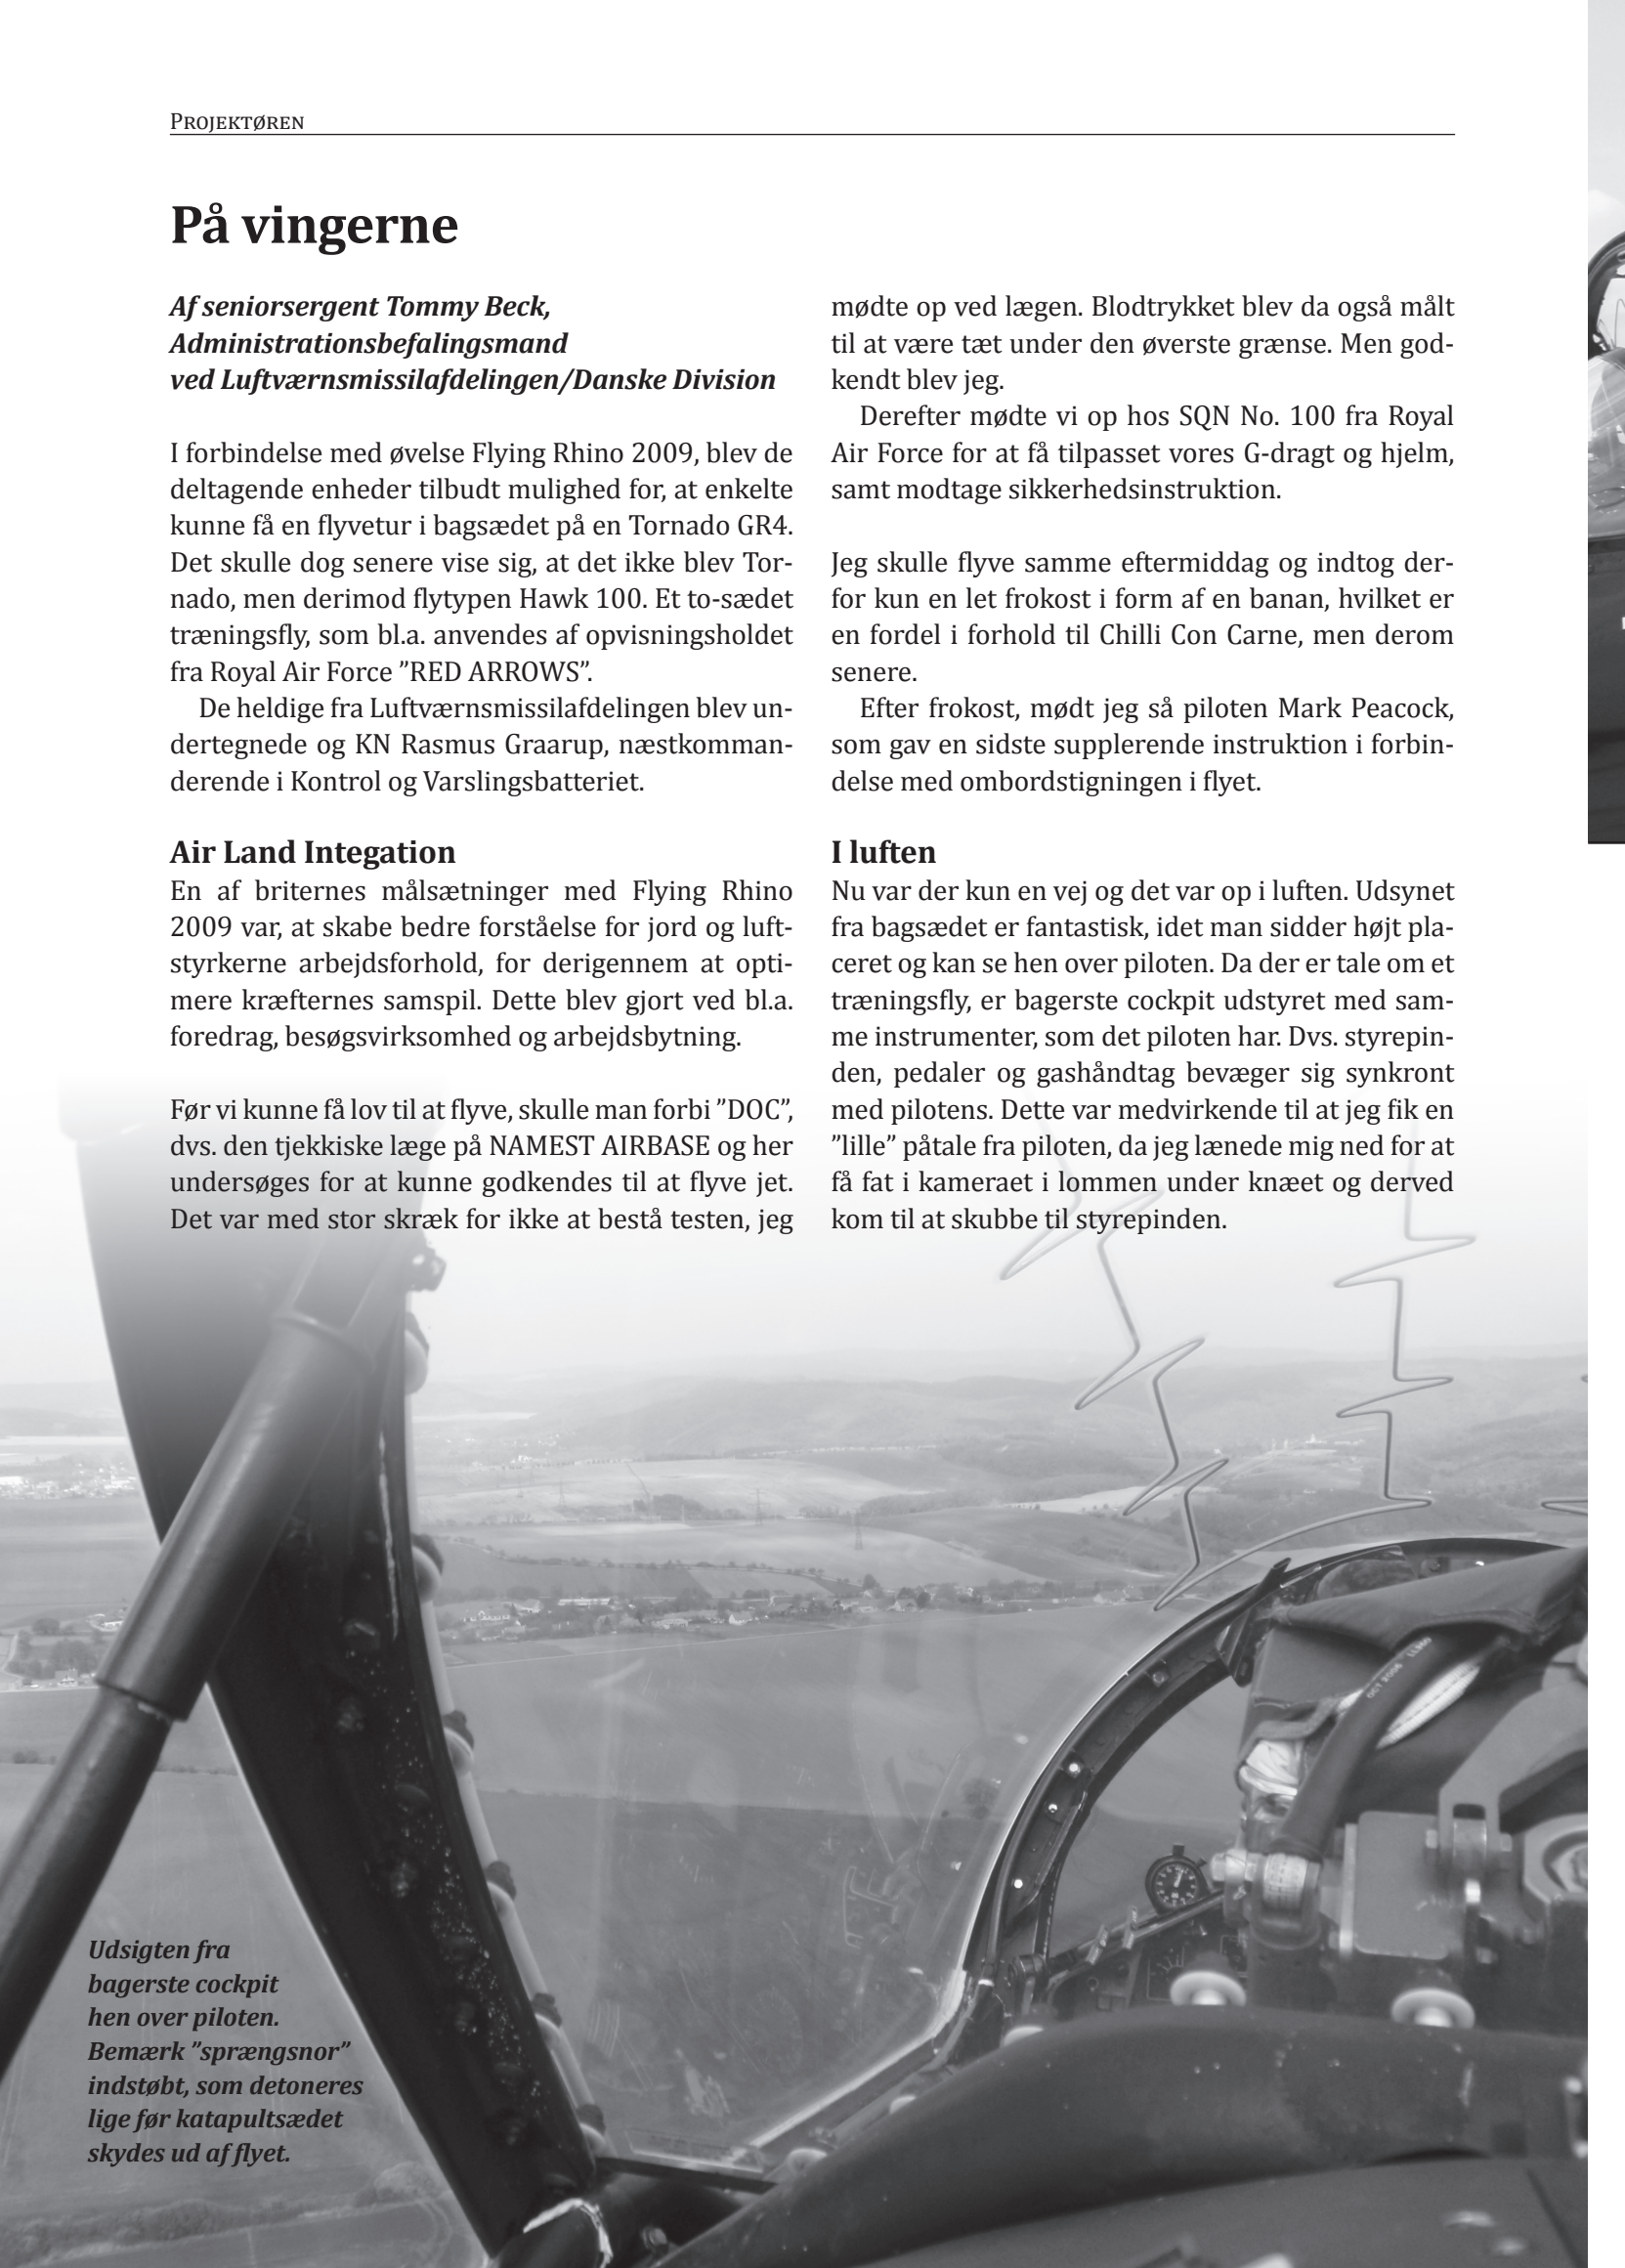 Projektøren
På vingerne
Af seniorsergent Tommy Beck,
Administrationsbefalingsmand
ved Luftværnsmissilafdelingen/Danske Division
I forbindelse med øvelse Flying Rhino 2009, blev de
deltagende enheder tilbudt mulighed for, at enkelte
kunne få en flyvetur i bagsædet på en Tornado GR4.
Det skulle dog senere vise sig, at det ikke blev Tor-
nado, men derimod flytypen Hawk 100. Et to-sædet
træningsfly, som bl.a. anvendes af opvisningsholdet
fra Royal Air Force ”RED ARROWS”.
De heldige fra Luftværnsmissilafdelingen blev un-
dertegnede og KN Rasmus Graarup, næstkomman-
derende i Kontrol og Varslingsbatteriet.
Air Land Integation
En af briternes målsætninger med Flying Rhino
2009 var, at skabe bedre forståelse for jord og luft-
styrkerne arbejdsforhold, for derigennem at opti-
mere kræfternes samspil. Dette blev gjort ved bl.a.
foredrag, besøgsvirksomhed og arbejdsbytning.
Før vi kunne få lov til at flyve, skulle man forbi ”DOC”,
dvs. den tjekkiske læge på NAMEST AIRBASE og her
undersøges for at kunne godkendes til at flyve jet.
Det var med stor skræk for ikke at bestå testen, jeg
mødte op ved lægen. Blodtrykket blev da også målt
til at være tæt under den øverste grænse. Men god-
kendt blev jeg.
Derefter mødte vi op hos SQN No. 100 fra Royal
Air Force for at få tilpasset vores G-dragt og hjelm,
samt modtage sikkerhedsinstruktion.
Jeg skulle flyve samme eftermiddag og indtog der-
for kun en let frokost i form af en banan, hvilket er
en fordel i forhold til Chilli Con Carne, men derom
senere.
Efter frokost, mødt jeg så piloten Mark Peacock,
som gav en sidste supplerende instruktion i forbin-
delse med ombordstigningen i flyet.
I luften
Nu var der kun en vej og det var op i luften. Udsynet
fra bagsædet er fantastisk, idet man sidder højt pla-
ceret og kan se hen over piloten. Da der er tale om et
træningsfly, er bagerste cockpit udstyret med sam-
me instrumenter, som det piloten har. Dvs. styrepin-
den, pedaler og gashåndtag bevæger sig synkront
med pilotens. Dette var medvirkende til at jeg fik en
”lille” påtale fra piloten, da jeg lænede mig ned for at
få fat i kameraet i lommen under knæet og derved
kom til at skubbe til styrepinden.
Udsigten fra
bagerste cockpit
hen over piloten.
Bemærk ”sprængsnor”
indstøbt, som detoneres
lige før katapultsædet
skydes ud af flyet.